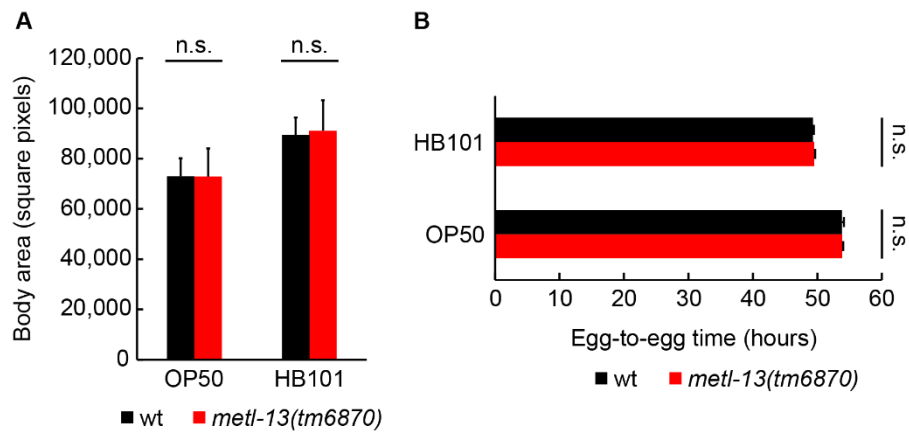 A
n.s. n.s.
120,000
100,000
80,000
60,000
40,000
20,000
0
Body area (square pixels)
OP50 HB101
wt metl-13(tm6870)
B
HB101
OP50
n.s.
n.s.
0 10 20 30 40 50 60
Egg-to-egg time (hours)
wt metl-13(tm6870)